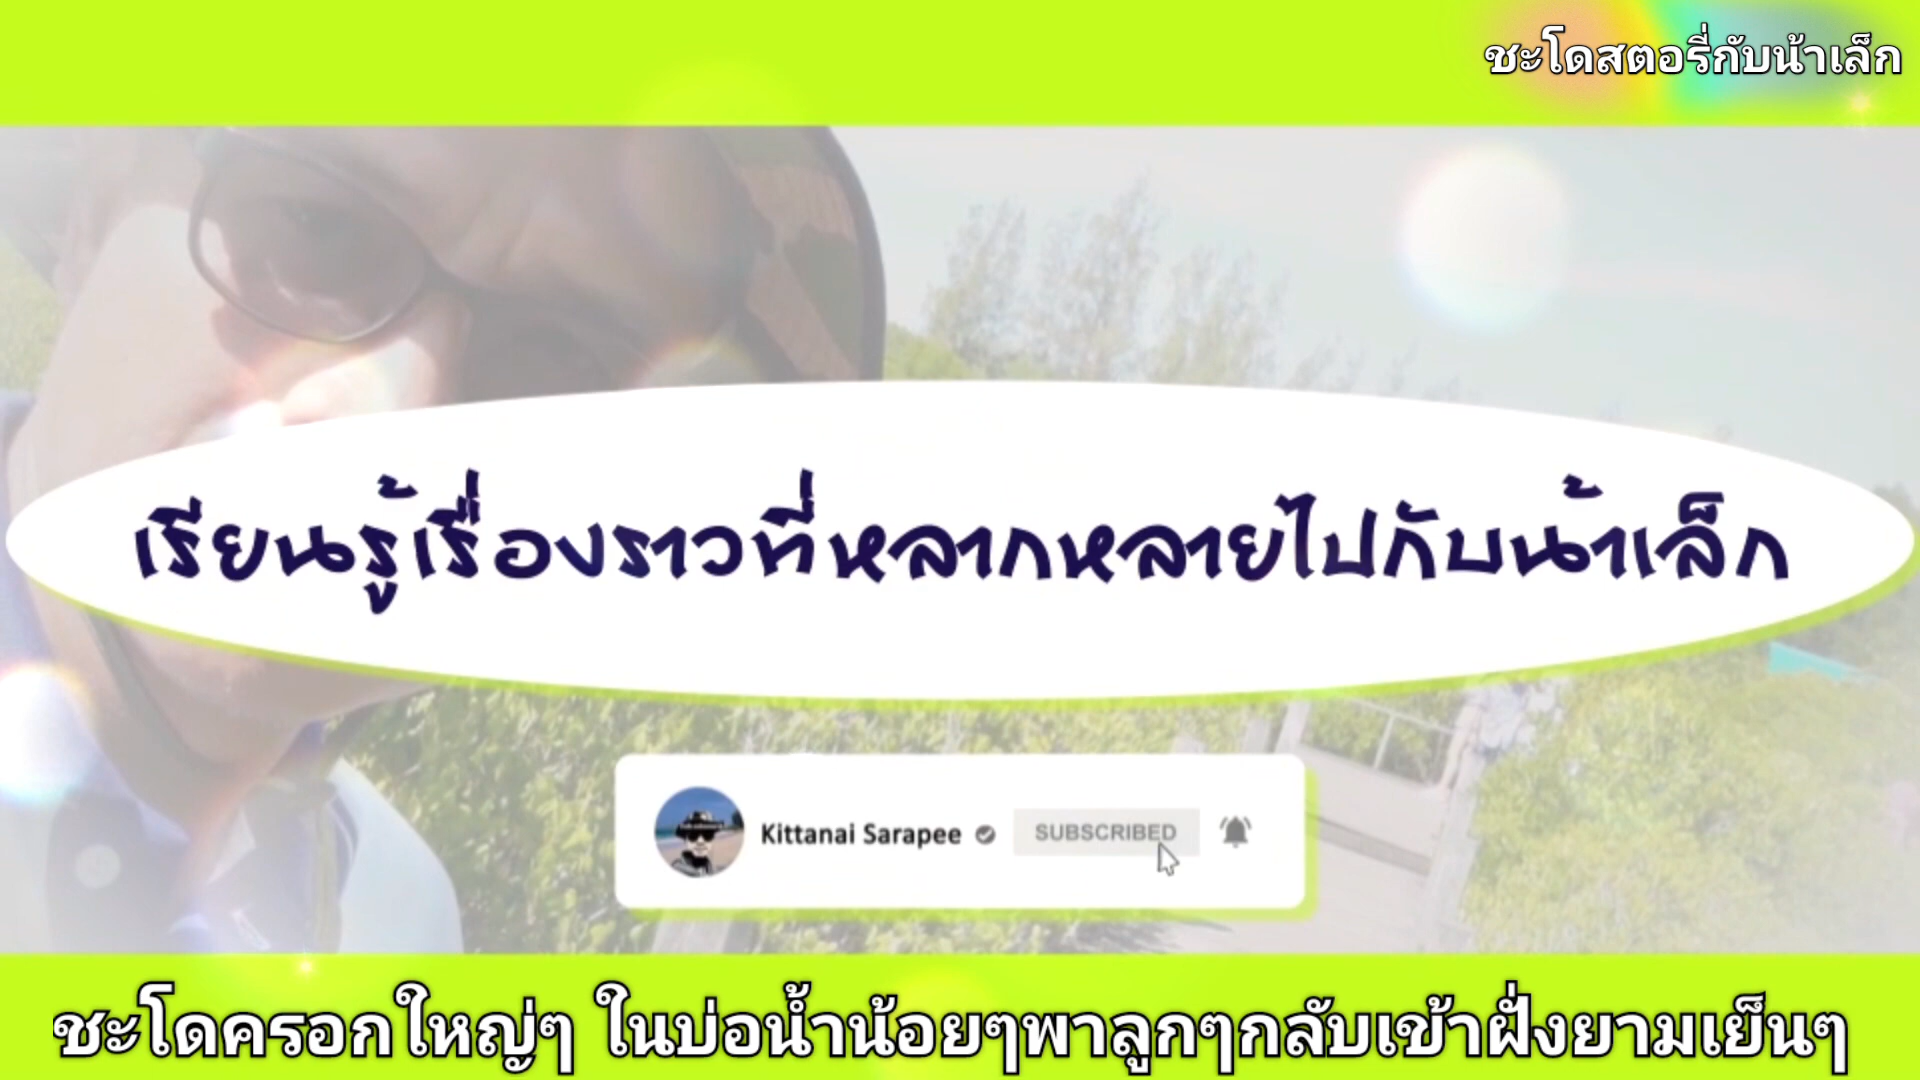 ชะโดสตอรี่กับน้าเล็ก
เรียนรู้เรื่องราวที่หลากหลายไปกับน้าเล็ก
Kittanai Sarapee SUBSCRIBED
ชะโดครอกใหญ่ๆ ในบ่อน้ำน้อยๆพาลูกๆกลับเข้าฝั่งยามเย็นๆ